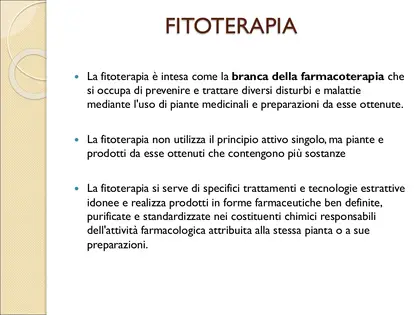 FITOTERAPIA
La fitoterapia è intesa come la branca della farmacoterapia che
si occupa di prevenire e trattare diversi disturbi e malattie
mediante l'uso di piante medicinali e preparazioni da esse ottenute.
La fitoterapia non utilizza il principio attivo singolo, ma piante e
prodotti da esse ottenuti che contengono più sostanze
La fitoterapia si serve di specifici trattamenti e tecnologie estrattive
idonee e realizza prodotti in forme farmaceutiche ben definite,
purificate e standardizzate nei costituenti chimici responsabili
dell'attività farmacologica attribuita alla stessa pianta o a sue
preparazioni.